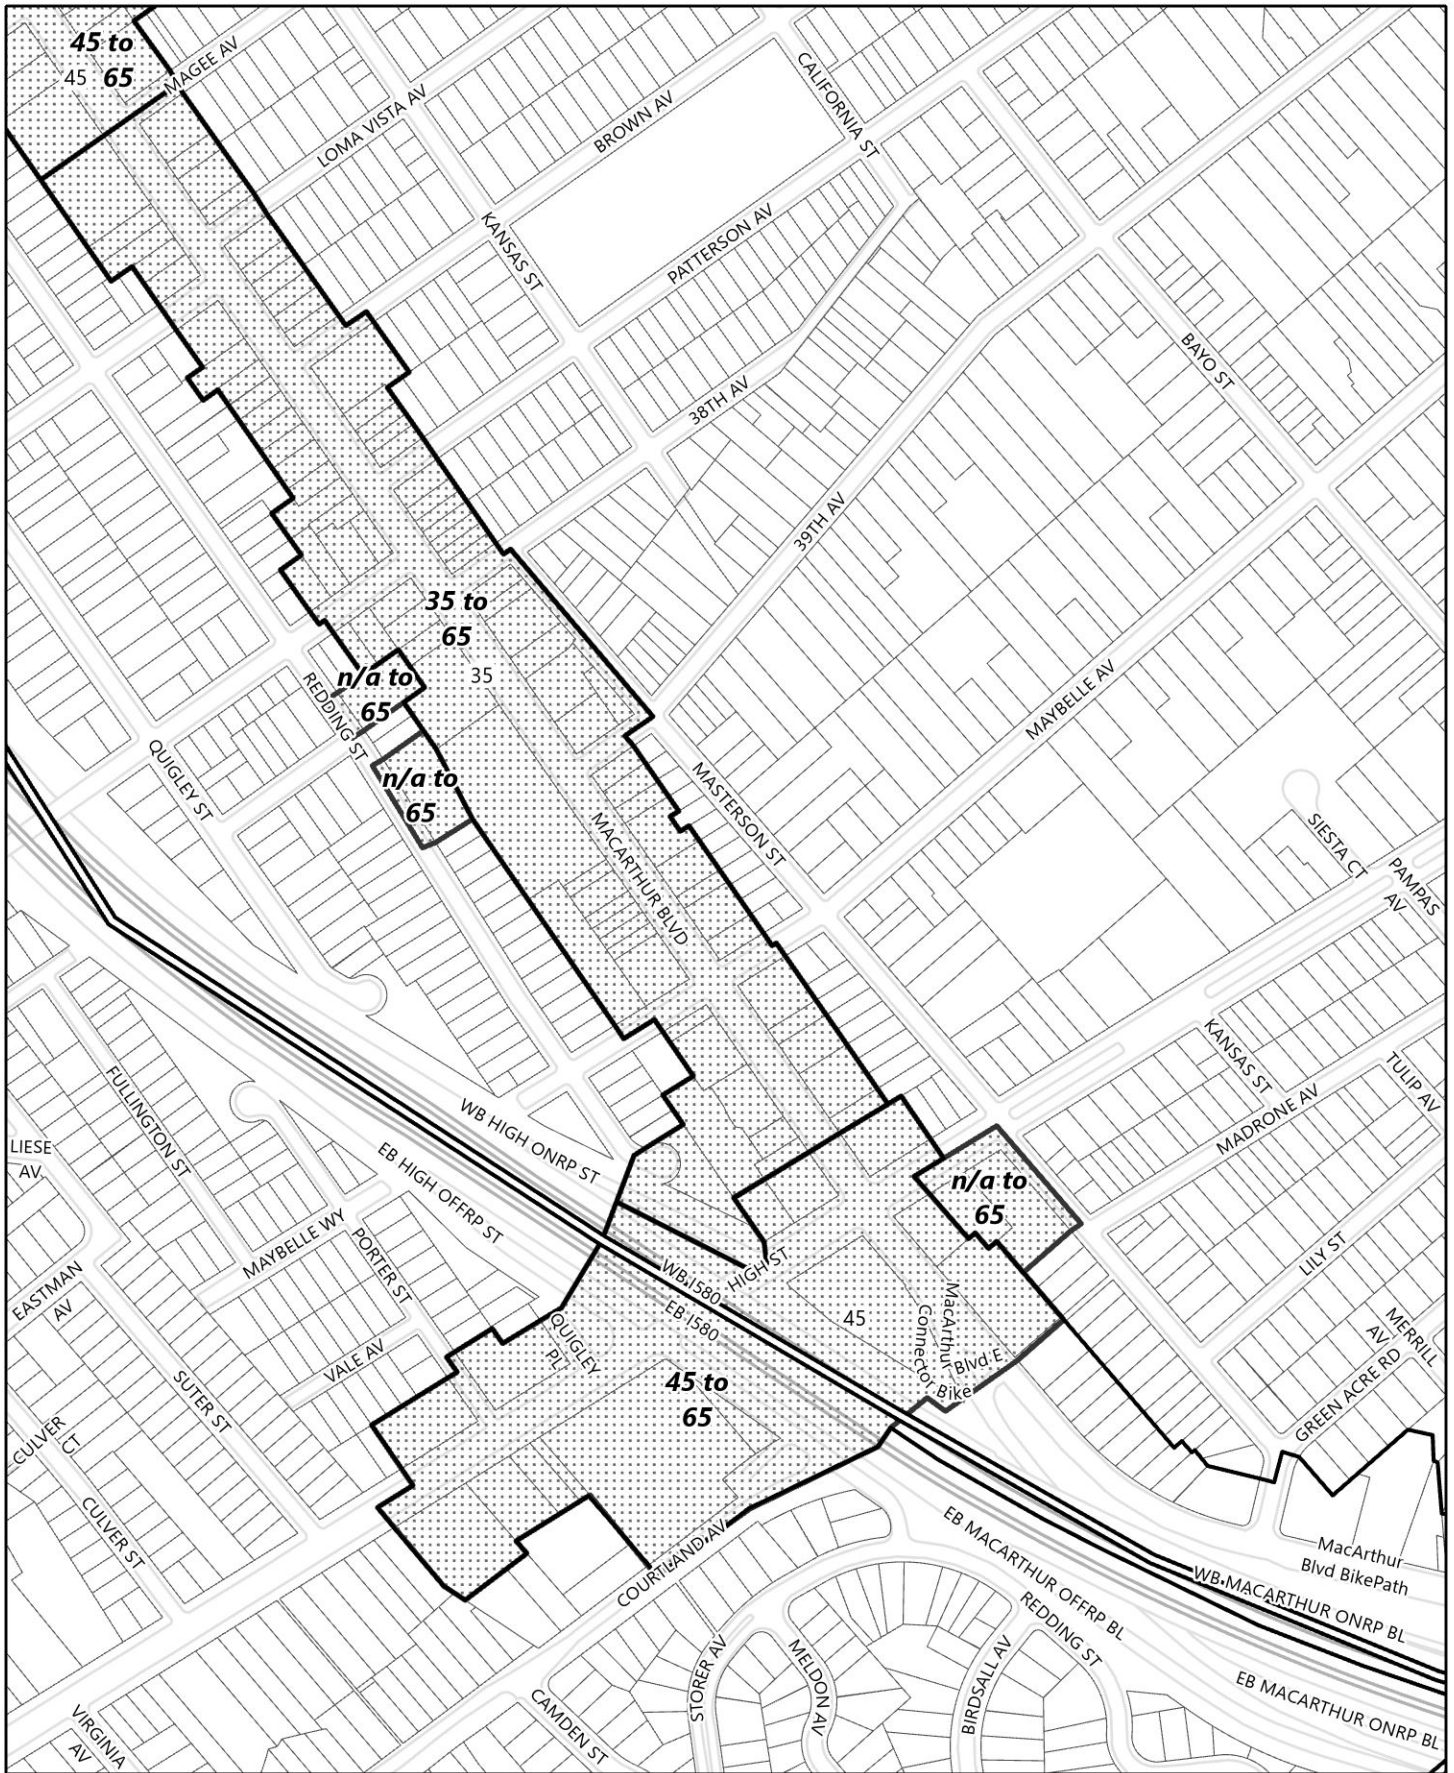 45 to
45 65
MAGEE AV
LOMA VISTA AV
BROWN AV
CALIFORNIA ST
KANSAS ST
PATTERSON AV
38TH AV
BAYO ST
39TH AV
35 to
65
35
n/a to
65
REDDING ST
MAYBELLE AV
QUIGLEY ST
n/a to
65
MASTERSON ST
MACARTHUR BLVD
SIESTA CT
PAMPAS
AV
KANSAS ST
TULIP AV
MADRONE AV
FULLINGTON ST
WB HIGH ONRP ST
EB HIGH OFFRP ST
LIESE
AV
n/a to
65
MAYBELLE WY
PORTER ST
LILY ST
EASTMAN
AV
WB I580
HIGH ST
EB I580
45
MacArthur
Connector
Blvd E
Bike
QUIGLEY
PL
MERRILL
AV
VALE AV
GREEN ACRE RD
45 to
65
SUTER ST
CULVER
CT
CULVER ST
COURTLAND AV
EB MACARTHUR OFFRP BL
MacArthur
Blvd BikePath
WB MACARTHUR ONRP BL
REDDING ST
STORER AV
MELDON AV
BIRDSALL AV
EB MACARTHUR ONRP BL
CAMDEN ST
VIRGINIA
AV